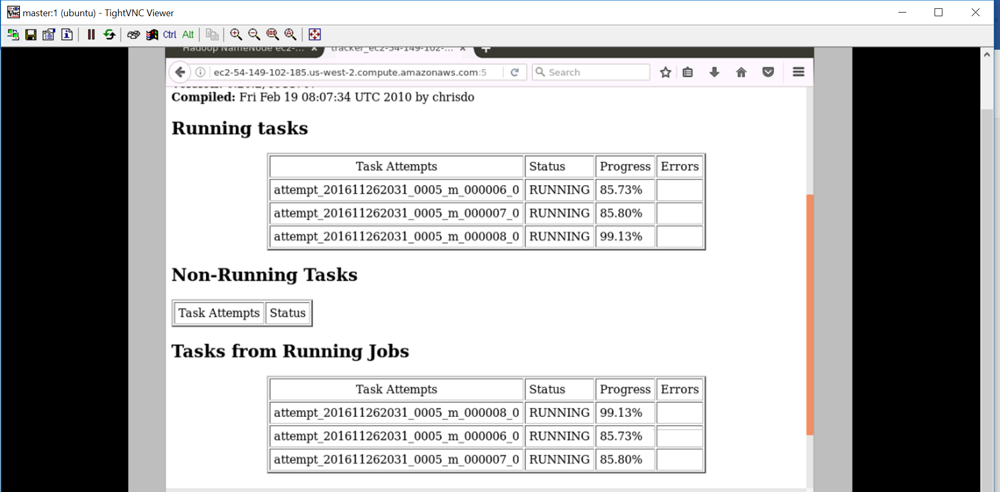 master:1 (ubuntu) - TightVNC Viewer
Ctrl Alt
Hadoop NameNode ec2-... × tracker_ec2-54-149-102-... × +
ec2-54-149-102-185.us-west-2.compute.amazonaws.com:5 Search
Compiled: Fri Feb 19 08:07:34 UTC 2010 by chrisdo
Running tasks
Task Attempts Status Progress Errors
attempt_201611262031_0005_m_000006_0 RUNNING 85.73%
attempt_201611262031_0005_m_000007_0 RUNNING 85.80%
attempt_201611262031_0005_m_000008_0 RUNNING 99.13%
Non-Running Tasks
Task Attempts Status
Tasks from Running Jobs
Task Attempts Status Progress Errors
attempt_201611262031_0005_m_000008_0 RUNNING 99.13%
attempt_201611262031_0005_m_000006_0 RUNNING 85.73%
attempt_201611262031_0005_m_000007_0 RUNNING 85.80%